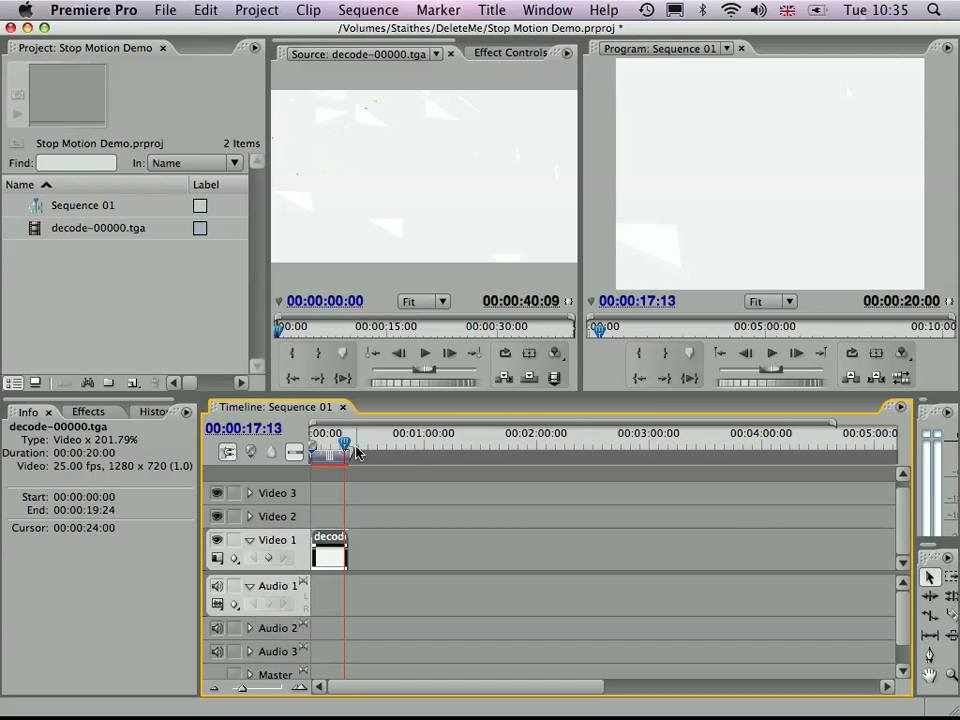 Premiere Pro File Edit Project Clip Sequence Marker Title Window Help Tue 10:35
/Volumes/Staithes/DeleteMe/Stop Motion Demo.prproj *
Project: Stop Motion Demo
Source: decode-00000.tga Effect Controls
Program: Sequence 01
Stop Motion Demo.prproj 2 Items
Find: In: Name
Name Label
Sequence 01
decode-00000.tga
00:00:00:00 Fit 00:00:40:09
00:00 00:00:15:00 00:00:30:00
00:00:17:13 Fit 00:00:20:00
00:00 00:05:00:00 00:10:00
Info Effects Histo
decode-00000.tga
Type: Video x 201.79%
Duration: 00:00:20:00
Video: 25.00 fps, 1280 x 720 (1.0)
Start: 00:00:00:00
End: 00:00:19:24
Cursor: 00:00:24:00
Timeline: Sequence 01
00:00:17:13
:00:00 00:01:00:00 00:02:00:00 00:03:00:00 00:04:00:00 00:05:00:0
Video 3
Video 2
Video 1
decod
Audio 1
L
R
Audio 2
Audio 3
Master